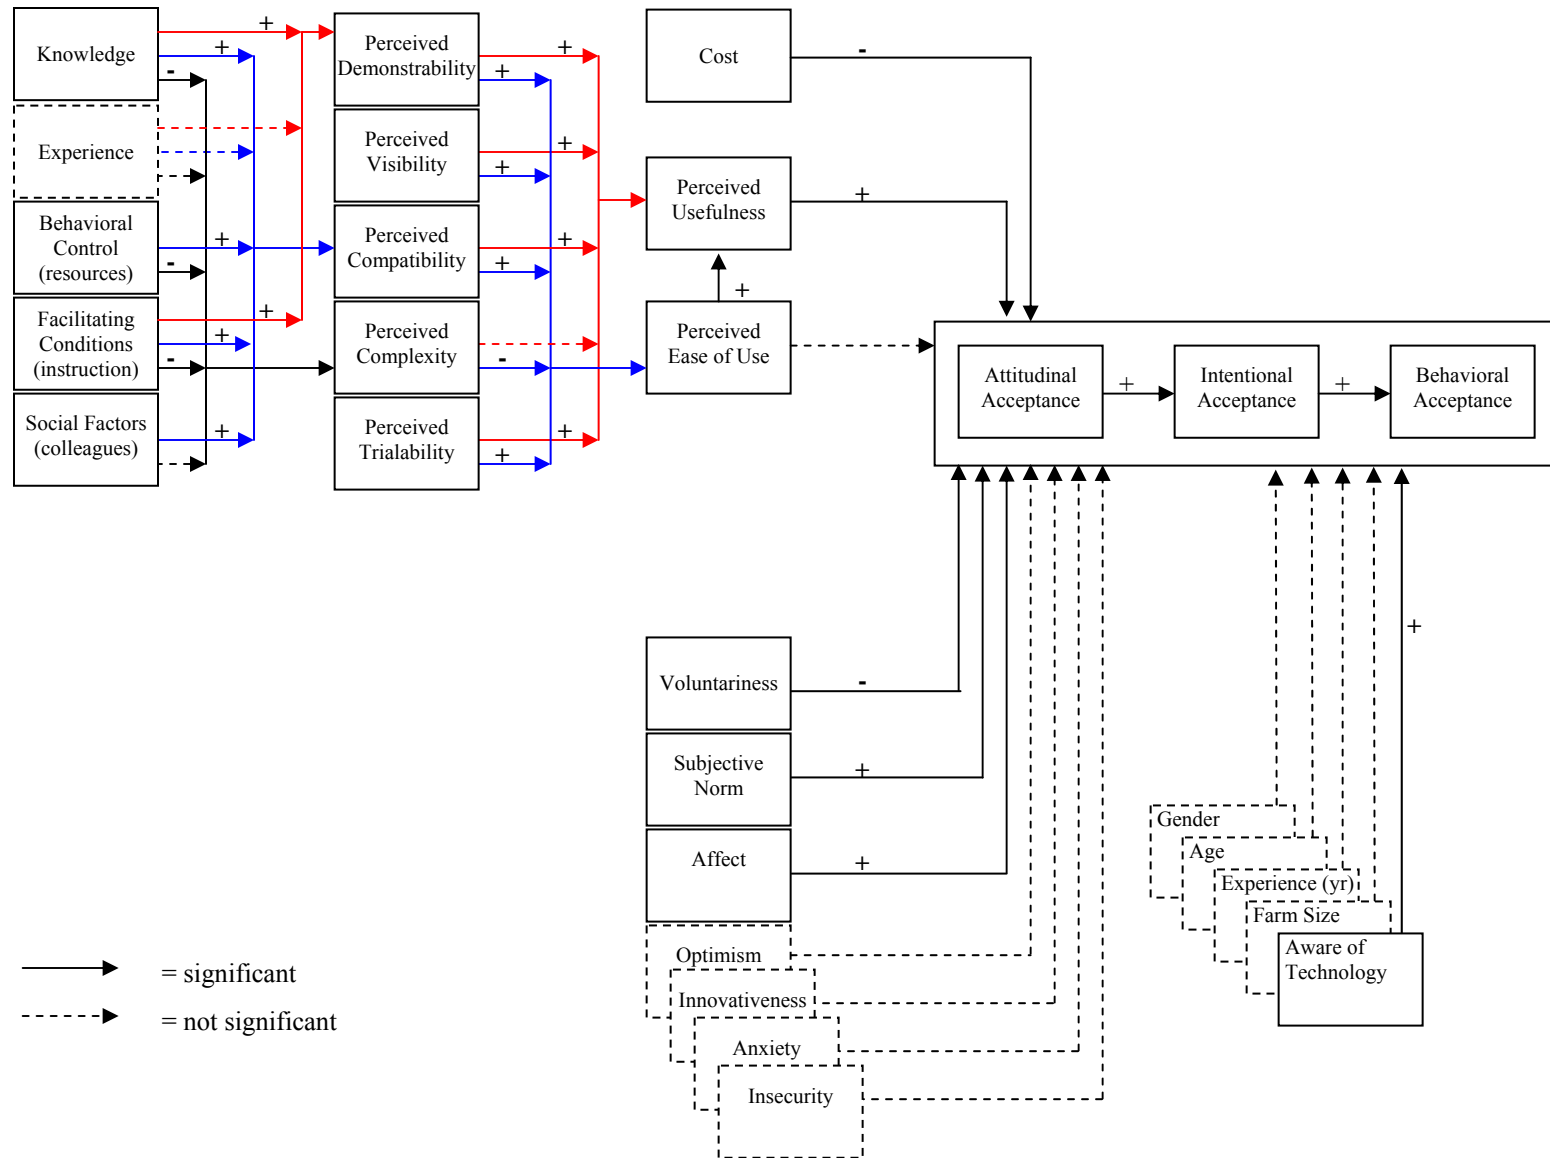 Knowledge
+
+
-
Experience
Behavioral
Control
(resources)
+
-
Facilitating
Conditions
(instruction)
+
+
-
Social Factors
(colleagues)
+
Perceived
Demonstrability
+
+
Perceived
Visibility
+
+
Perceived
Compatibility
+
+
Perceived
Complexity
-
Perceived
Trialability
+
+
Cost
-
Perceived
Usefulness
+
+
Perceived
Ease of Use
Attitudinal
Acceptance
+
Intentional
Acceptance
+
Behavioral
Acceptance
Voluntariness
-
Subjective
Norm
+
Affect
+
Optimism
Innovativeness
Anxiety
Insecurity
+
Gender
Age
Experience (yr)
Farm Size
Aware of
Technology
= significant
= not significant